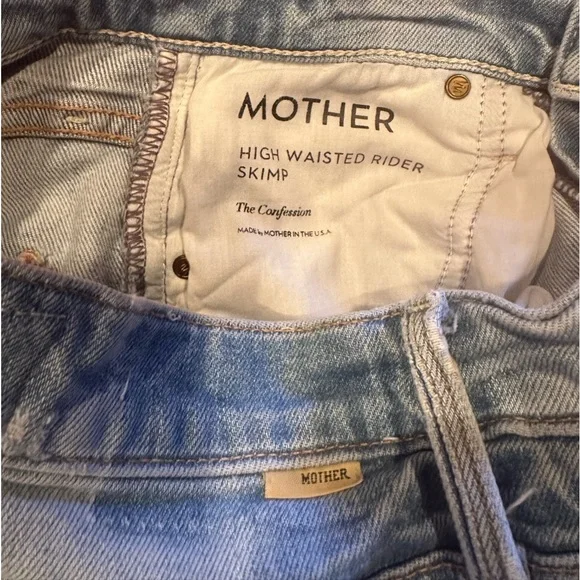 MOTHER
HIGH WAISTED RIDER
SKIMP
The Confession
MADE by MOTHER IN THE U.S.A.
MOTHER